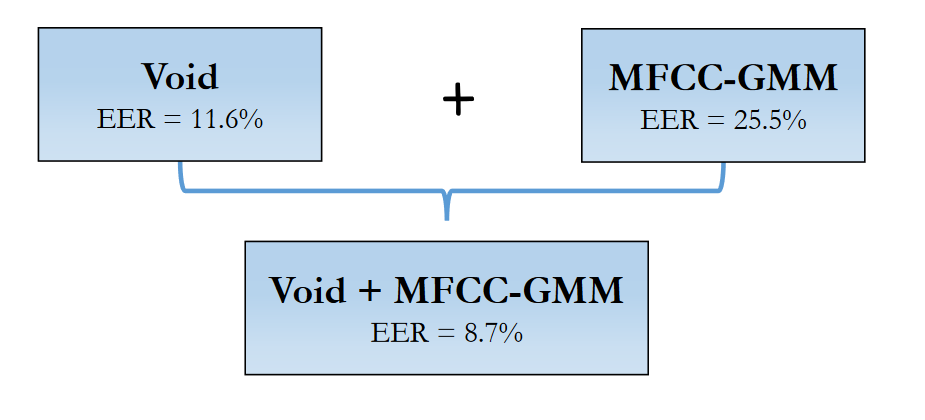 Void
EER = 11.6%
+
MFCC-GMM
EER = 25.5%
Void + MFCC-GMM
EER = 8.7%